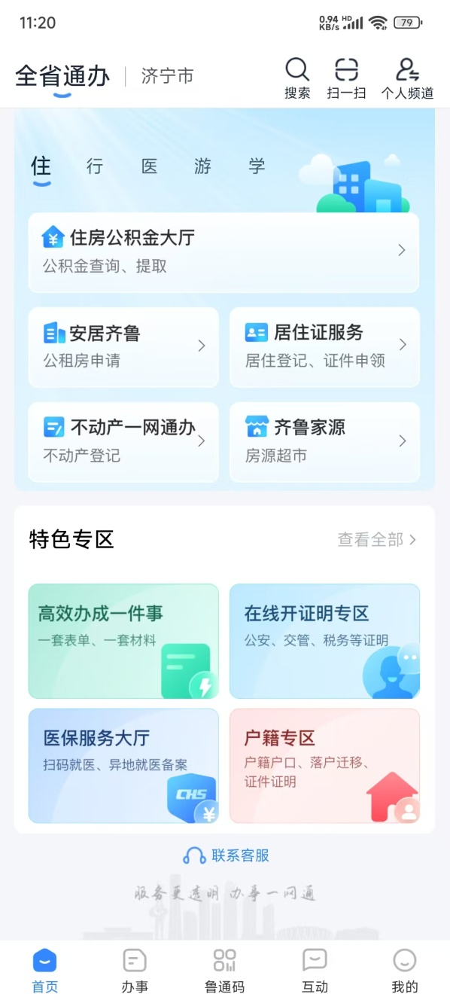 11:20
0.94 KB/s HD 79
全省通办 济宁市
搜索 扫一扫 个人频道
住 行 医 游 学
住房公积金大厅
公积金查询、提取
安居齐鲁
公租房申请
居住证服务
居住登记、证件申领
不动产一网通办
不动产登记
齐鲁家源
房源超市
特色专区 查看全部
高效办成一件事
一套表单、一套材料
在线开证明专区
公安、交管、税务等证明
医保服务大厅
扫码就医、异地就医备案
CHS
户籍专区
户籍户口、落户迁移、
证件证明
联系客服
服务更透明 办事一网通
首页 办事 鲁通码 互动 我的